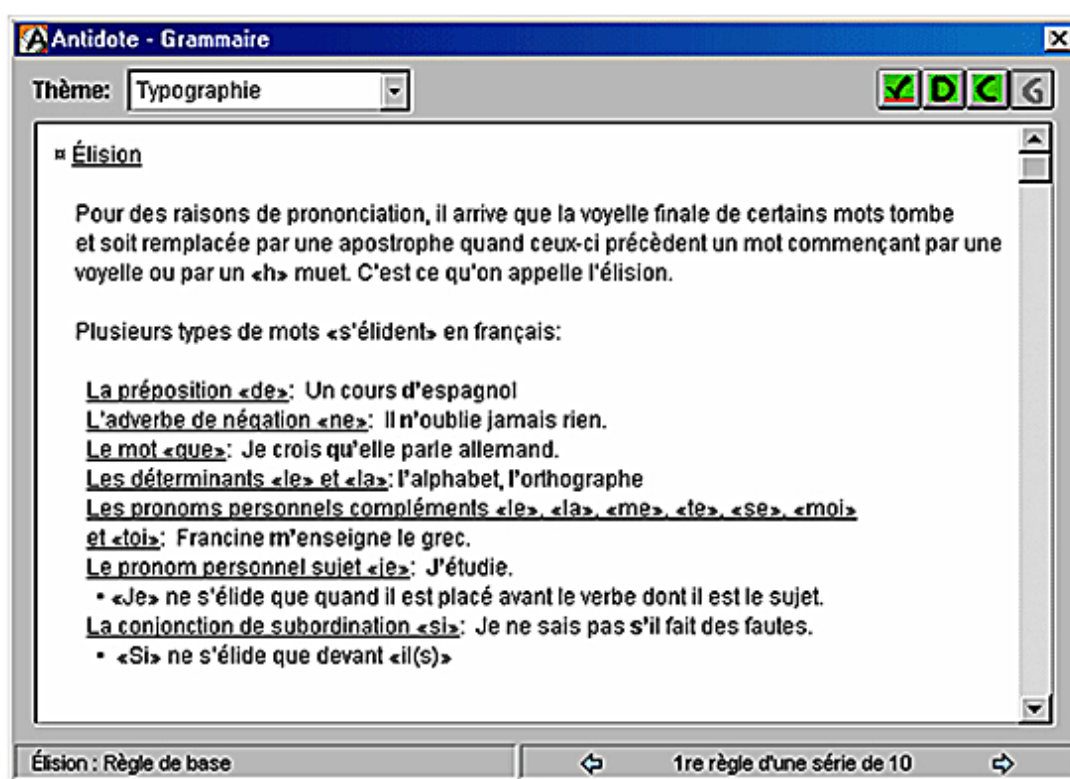 Antidote - Grammaire
Thème: Typographie
¤ Élision
Pour des raisons de prononciation, il arrive que la voyelle finale de certains mots tombe
et soit remplacée par une apostrophe quand ceux-ci précèdent un mot commençant par une
voyelle ou par un «h» muet. C'est ce qu'on appelle l'élision.
Plusieurs types de mots «s'élident» en français:
La préposition «de»: Un cours d'espagnol
L'adverbe de négation «ne»: Il n'oublie jamais rien.
Le mot «que»: Je crois qu'elle parle allemand.
Les déterminants «le» et «la»: l'alphabet, l'orthographe
Les pronoms personnels compléments «le», «la», «me», «te», «se», «moi»
et «toi»: Francine m'enseigne le grec.
Le pronom personnel sujet «je»: J'étudie.
• «Je» ne s'élide que quand il est placé avant le verbe dont il est le sujet.
La conjonction de subordination «si»: Je ne sais pas s'il fait des fautes.
• «Si» ne s'élide que devant «il(s)»
Élision : Règle de base 1re règle d'une série de 10